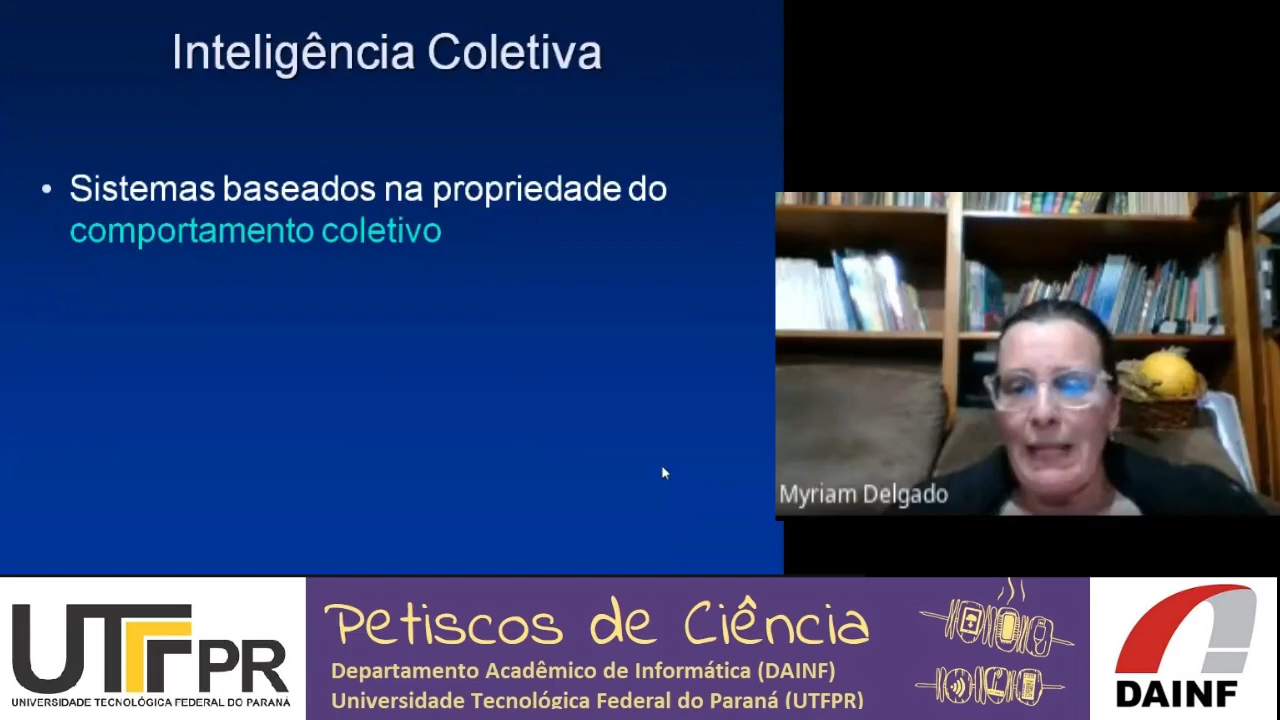 Inteligência Coletiva
• Sistemas baseados na propriedade do
comportamento coletivo
Myriam Delgado
UTFPR
UNIVERSIDADE TECNOLÓGICA FEDERAL DO PARANÁ
Petiscos de Ciência
Departamento Acadêmico de Informática (DAINF)
Universidade Tecnológica Federal do Paraná (UTFPR)
DAINF